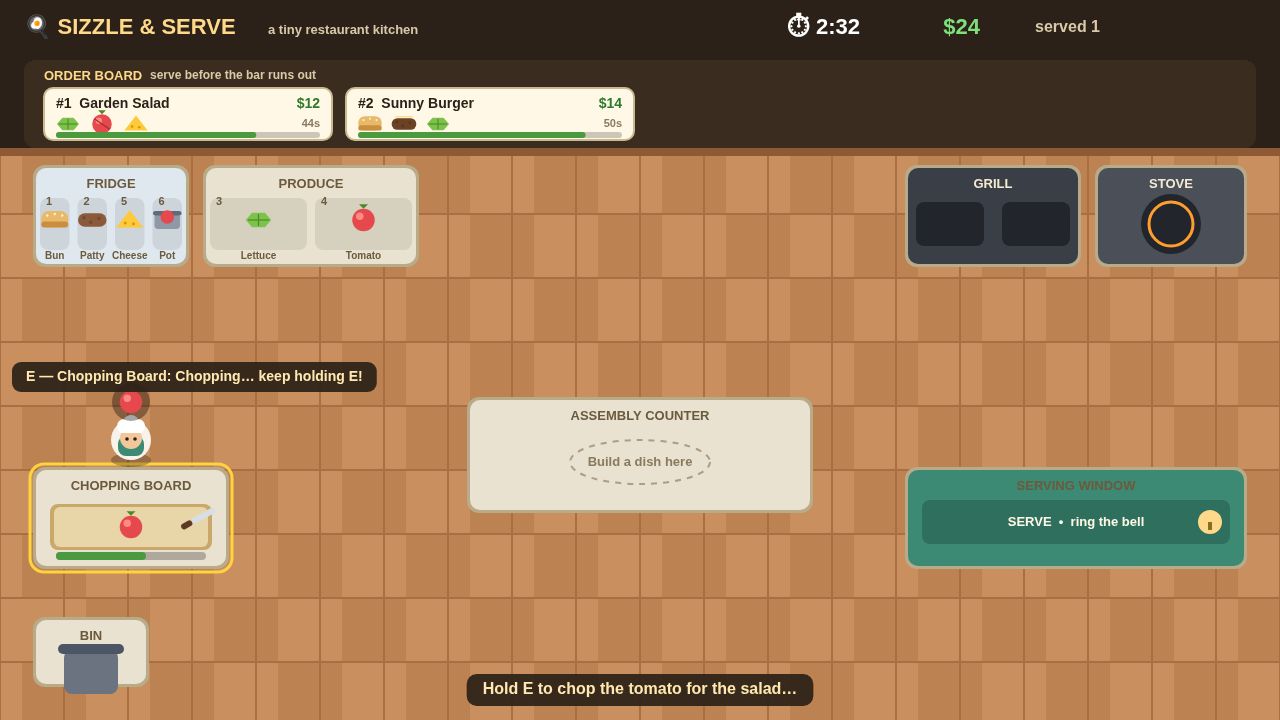 SIZZLE & SERVE
a tiny restaurant kitchen
2:32
$24
served 1
ORDER BOARD serve before the bar runs out
#1 Garden Salad $12
44s
#2 Sunny Burger $14
50s
FRIDGE
1 2 5 6
Bun Patty Cheese Pot
PRODUCE
3 4
Lettuce Tomato
GRILL
STOVE
E — Chopping Board: Chopping… keep holding E!
ASSEMBLY COUNTER
Build a dish here
CHOPPING BOARD
SERVING WINDOW
SERVE • ring the bell
BIN
Hold E to chop the tomato for the salad…